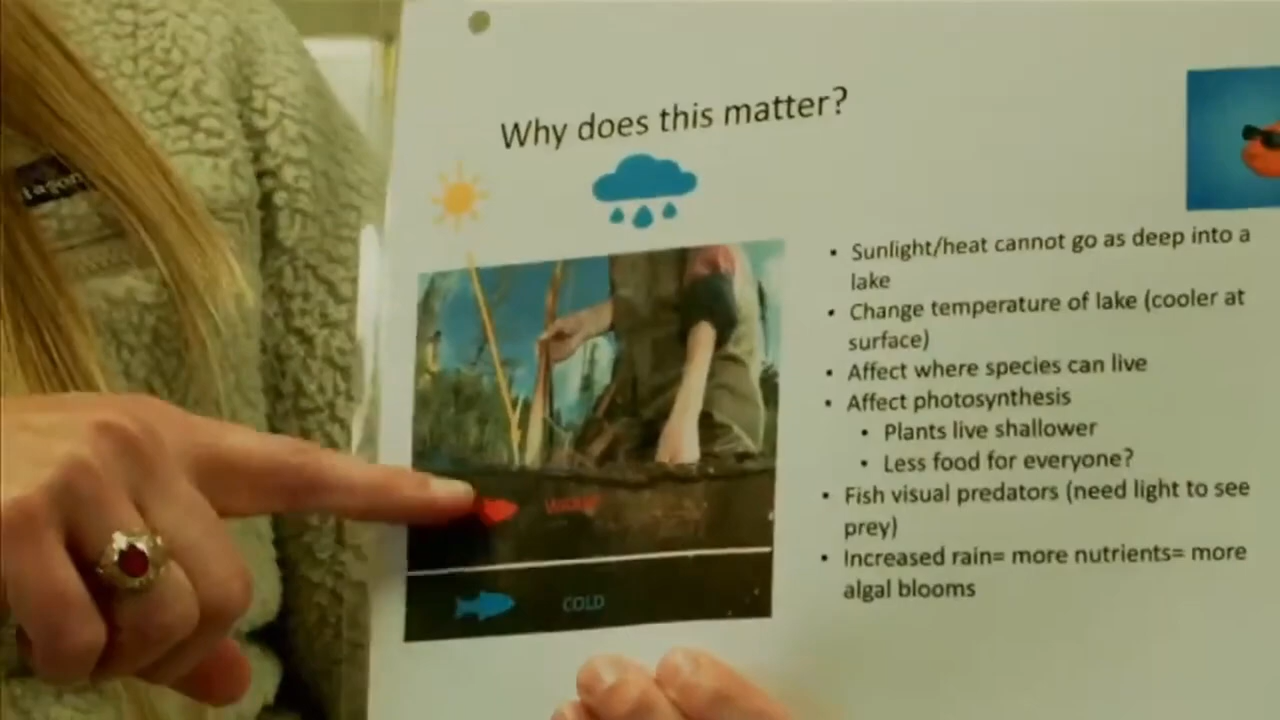 Why does this matter?
• Sunlight/heat cannot go as deep into a
lake
• Change temperature of lake (cooler at
surface)
• Affect where species can live
• Affect photosynthesis
• Plants live shallower
• Less food for everyone?
• Fish visual predators (need light to see
prey)
• Increased rain= more nutrients= more
algal blooms
COLD